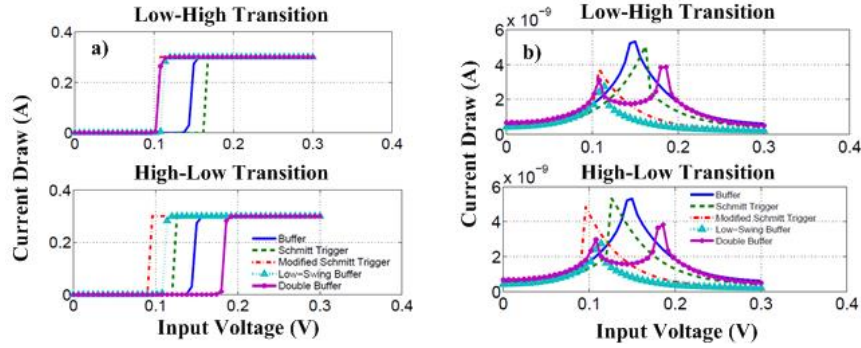 Low-High Transition
a)
0.4
0.2
0
0 0.1 0.2 0.3 0.4
High-Low Transition
0.4
0.2
0
Buffer
Schmitt Trigger
Modified Schmitt Trigger
Low-Swing Buffer
Double Buffer
0 0.1 0.2 0.3 0.4
Input Voltage (V)
Current Draw (A)
Low-High Transition
b)
6 x 10⁻⁹
4
2
0
0 0.1 0.2 0.3 0.4
High-Low Transition
6 x 10⁻⁹
4
2
0
Buffer
Schmitt Trigger
Modified Schmitt Trigger
Low-Swing Buffer
Double Buffer
0 0.1 0.2 0.3 0.4
Input Voltage (V)
Current Draw (A)